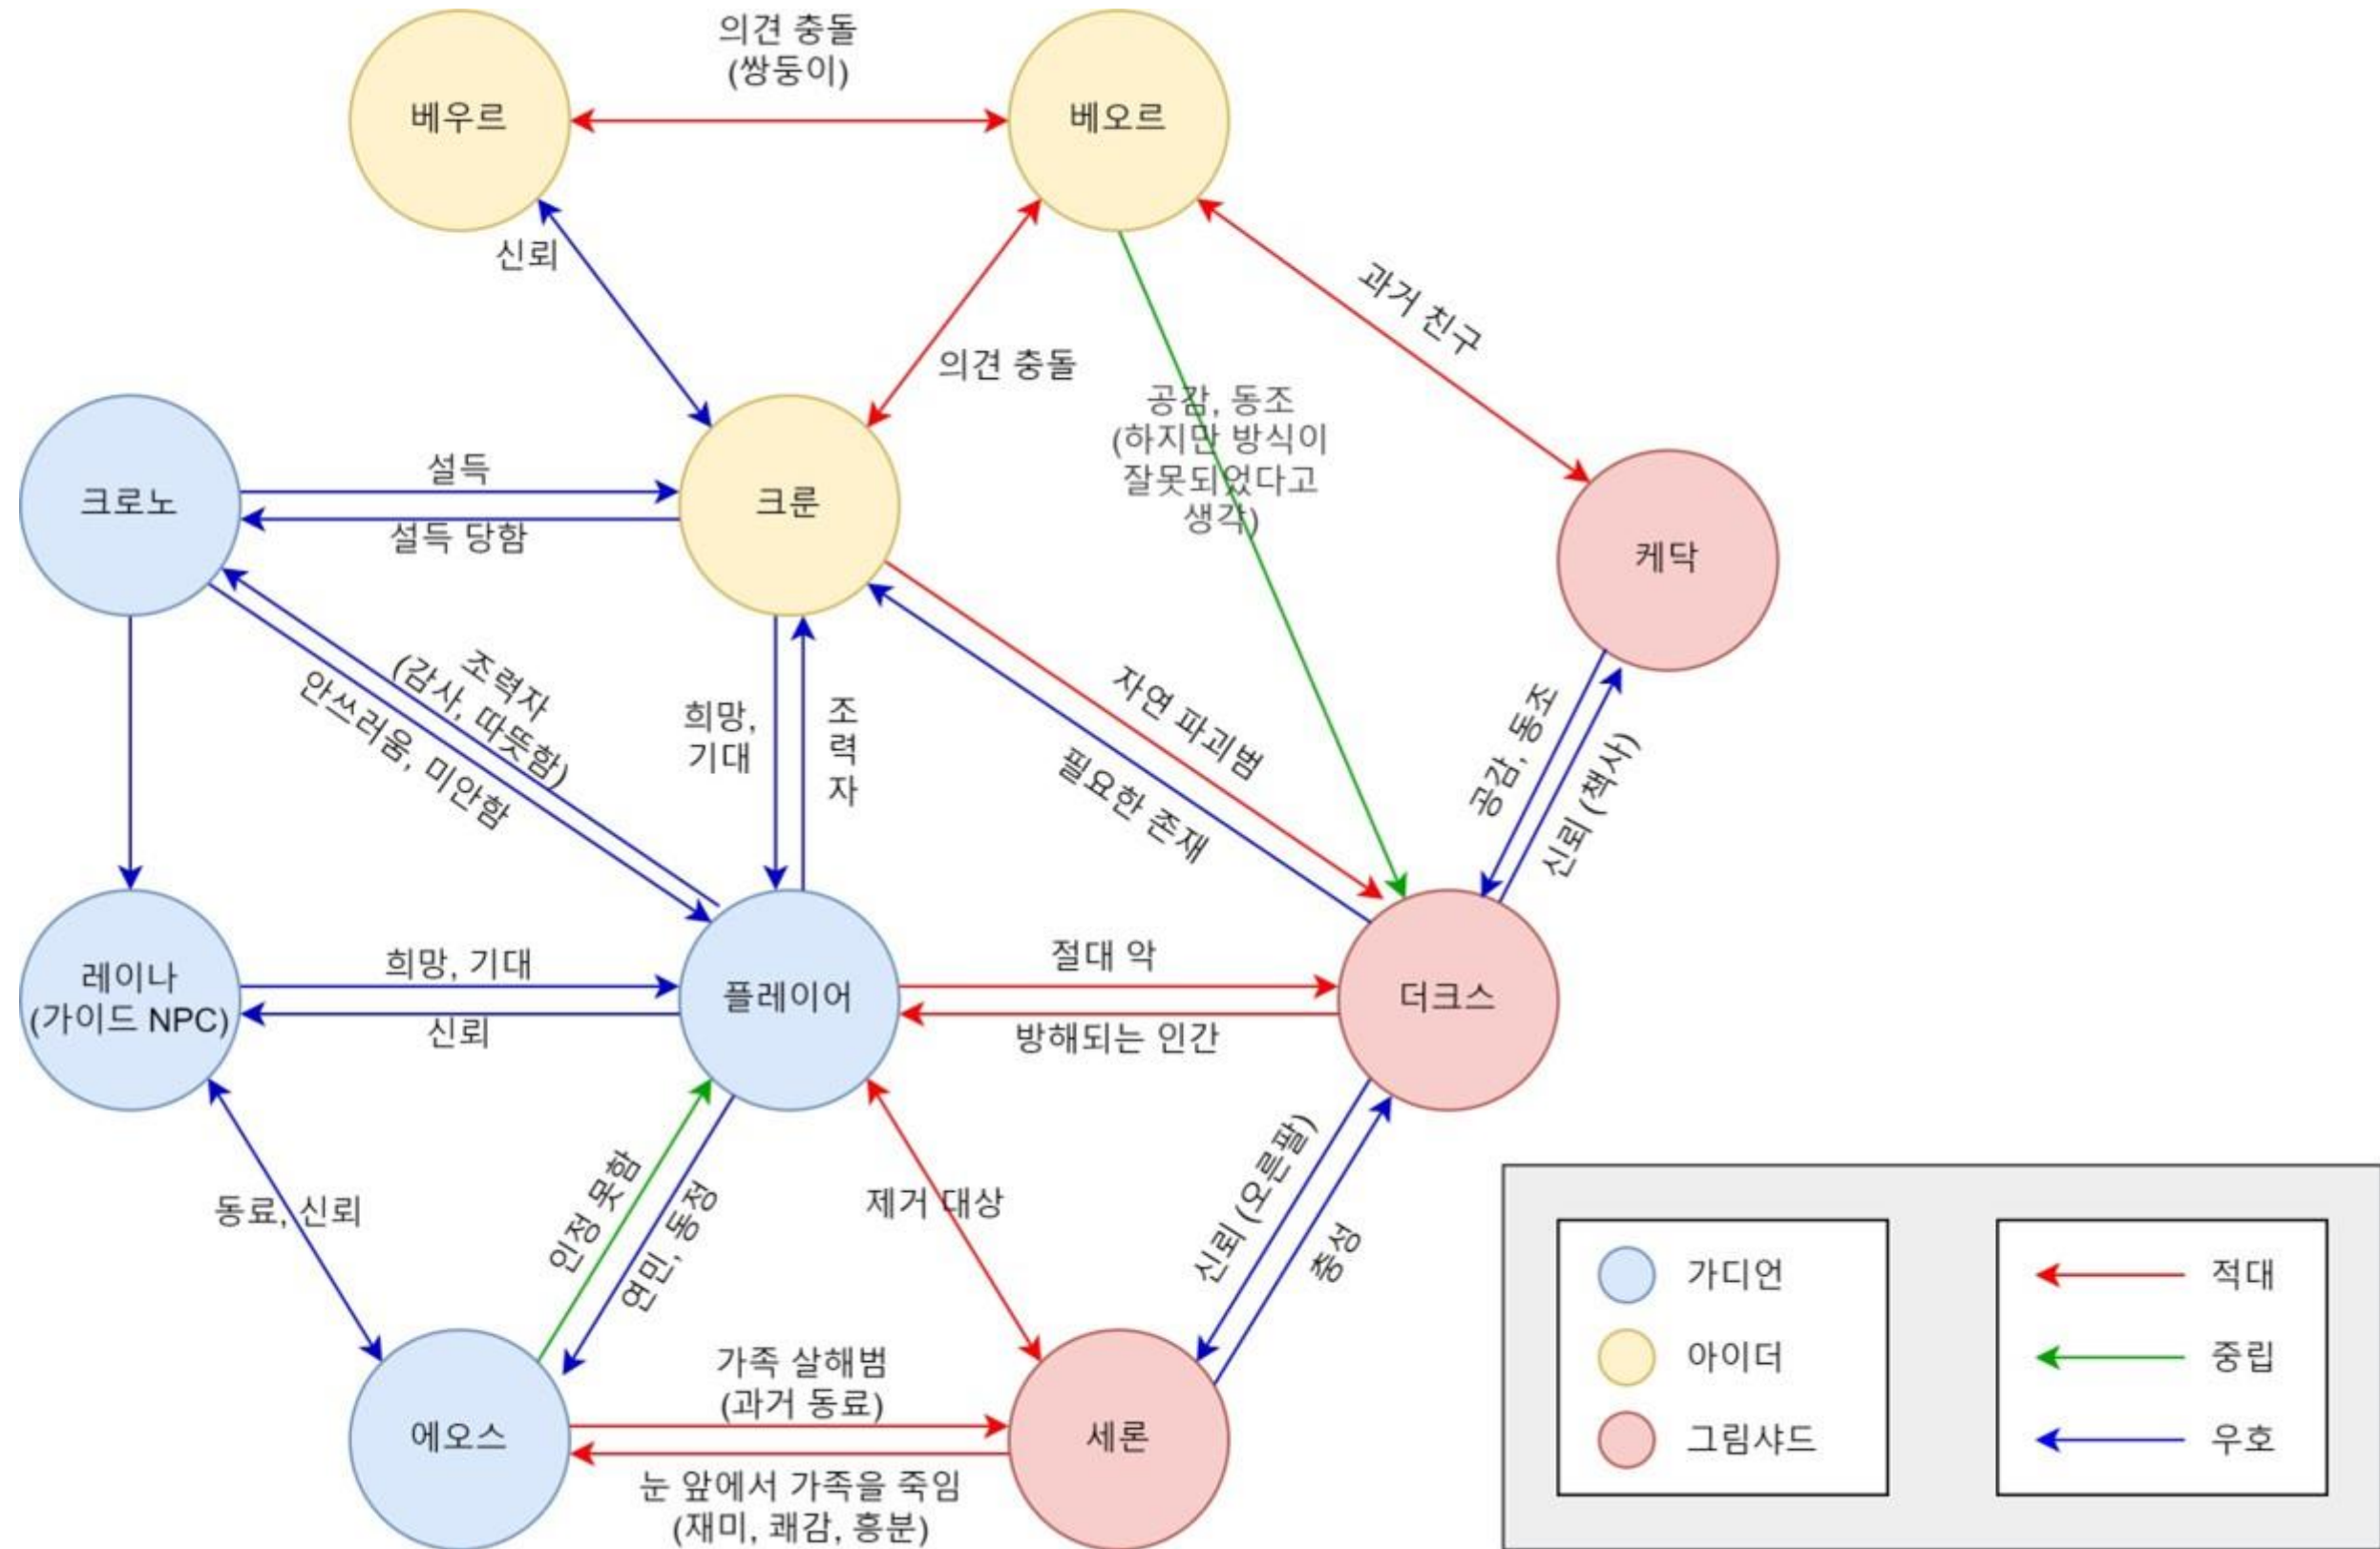 의견 충돌
(쌍둥이)
베우르
베오르
신뢰
과거 친구
의견 충돌
공감, 동조
(하지만 방식이
잘못되었다고
생각)
크로노
설득
설득 당함
크룬
케닥
조력자
(감사, 따뜻함)
안쓰러움, 미안함
희망,
기대
조
력
자
자연 파괴범
필요한 존재
공감, 동조
신뢰 (책사)
레이나
(가이드 NPC)
희망, 기대
신뢰
플레이어
절대 악
방해되는 인간
더크스
동료, 신뢰
인정 못함
연민, 동정
제거 대상
신뢰 (오른팔)
충성
에오스
가족 살해범
(과거 동료)
눈 앞에서 가족을 죽임
(재미, 쾌감, 흥분)
세론
가디언
아이더
그림샤드
적대
중립
우호